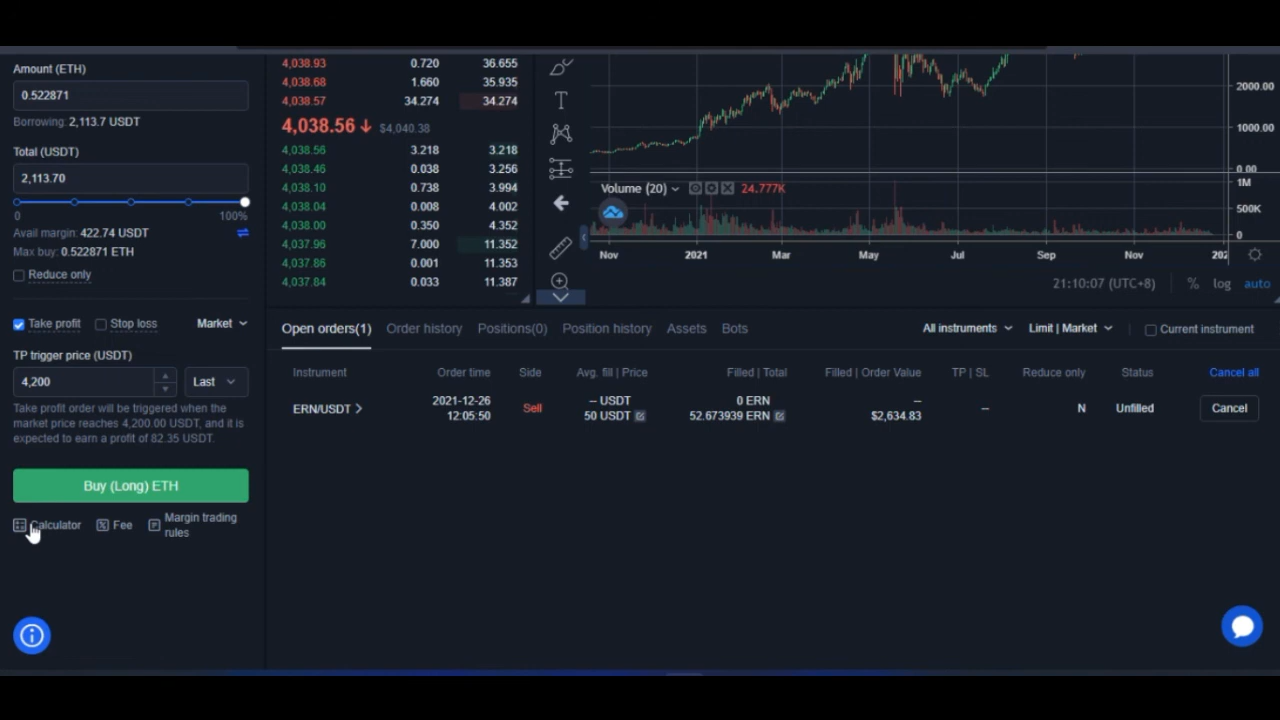 Amount (ETH)
0.522871
Borrowing: 2,113.7 USDT
Total (USDT)
2,113.70
0 100%
Avail margin: 422.74 USDT
Max buy: 0.522871 ETH
Reduce only
Take profit Stop loss Market
TP trigger price (USDT)
4,200 Last
Take profit order will be triggered when the
market price reaches 4,200.00 USDT, and it is
expected to earn a profit of 82.35 USDT.
Buy (Long) ETH
Calculator Fee Margin trading
rules
4,038.93 0.720 36.655
4,038.68 1.660 35.935
4,038.57 34.274 34.274
4,038.56 $4,040.38
4,038.56 3.218 3.218
4,038.46 0.038 3.256
4,038.10 0.738 3.994
4,038.04 0.008 4.002
4,038.00 0.350 4.352
4,037.96 7.000 11.352
4,037.86 0.001 11.353
4,037.84 0.033 11.387
T
2000.00
1000.00
0.00
Volume (20) 24.777K
1M
500K
0
Nov 2021 Mar May Jul Sep Nov 202
21:10:07 (UTC+8) % log auto
Open orders(1) Order history Positions(0) Position history Assets Bots All instruments Limit | Market Current instrument
Instrument Order time Side Avg. fill | Price Filled | Total Filled | Order Value TP | SL Reduce only Status Cancel all
ERN/USDT 2021-12-26 Sell -- USDT 0 ERN -- -- N Unfilled Cancel
12:05:50 50 USDT 52.673939 ERN $2,634.83